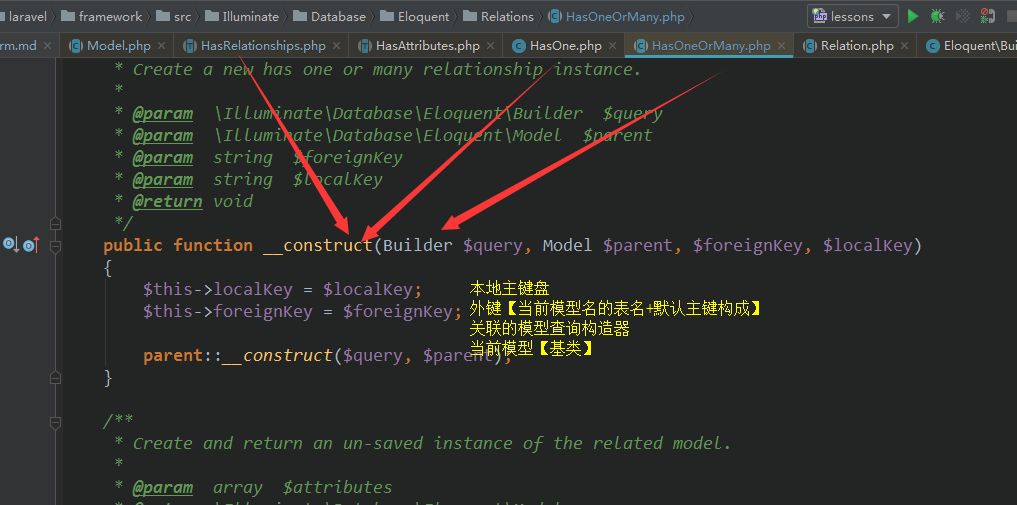 laravel framework src Illuminate Database Eloquent Relations HasOneOrMany.php lessons
rm.md Model.php HasRelationships.php HasAttributes.php HasOne.php HasOneOrMany.php Relation.php Eloquent\Bui
* Create a new has one or many relationship instance.
*
* @param \Illuminate\Database\Eloquent\Builder $query
* @param \Illuminate\Database\Eloquent\Model $parent
* @param string $foreignKey
* @param string $localKey
* @return void
*/
public function __construct(Builder $query, Model $parent, $foreignKey, $localKey)
{
$this->localKey = $localKey;
本地主键盘
$this->foreignKey = $foreignKey;
外键【当前模型名的表名+默认主键构成】
关联的模型查询构造器
parent::__construct($query, $parent);
当前模型【基类】
}
/**
* Create and return an un-saved instance of the related model.
*
* @param array $attributes